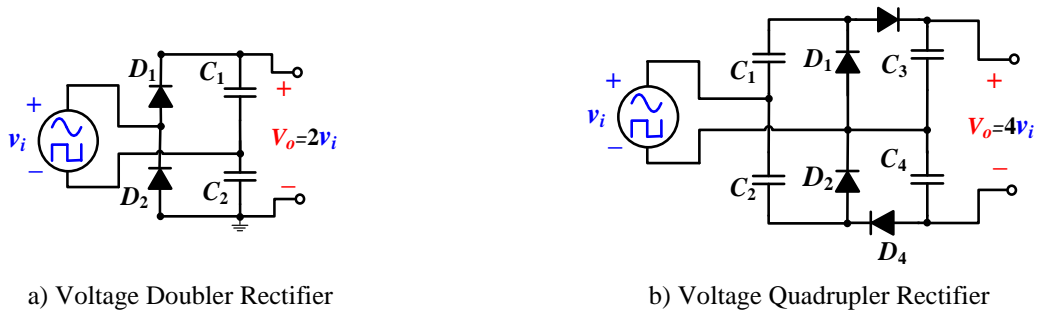 D1
C1
+
+
vi
Vo=2vi
−
−
D2
C2
a) Voltage Doubler Rectifier
C1
D1
C3
+
+
vi
Vo=4vi
−
−
C2
D2
C4
D4
b) Voltage Quadrupler Rectifier